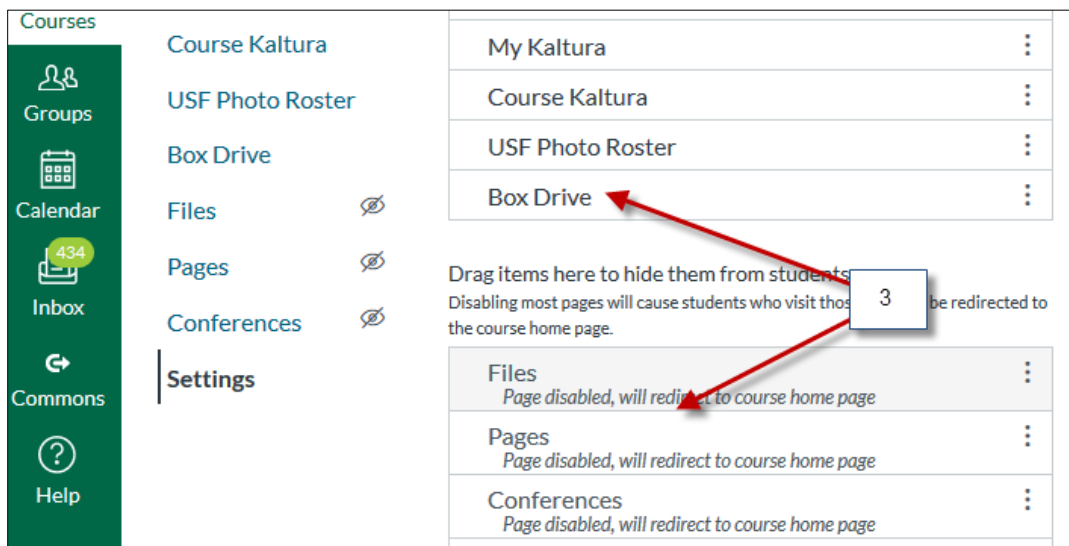 Courses
Groups
Calendar
434
Inbox
Commons
Help
Course Kaltura
USF Photo Roster
Box Drive
Files
Pages
Conferences
Settings
My Kaltura
Course Kaltura
USF Photo Roster
Box Drive
Drag items here to hide them from students
Disabling most pages will cause students who visit those be redirected to
the course home page.
3
Files
Page disabled, will redirect to course home page
Pages
Page disabled, will redirect to course home page
Conferences
Page disabled, will redirect to course home page